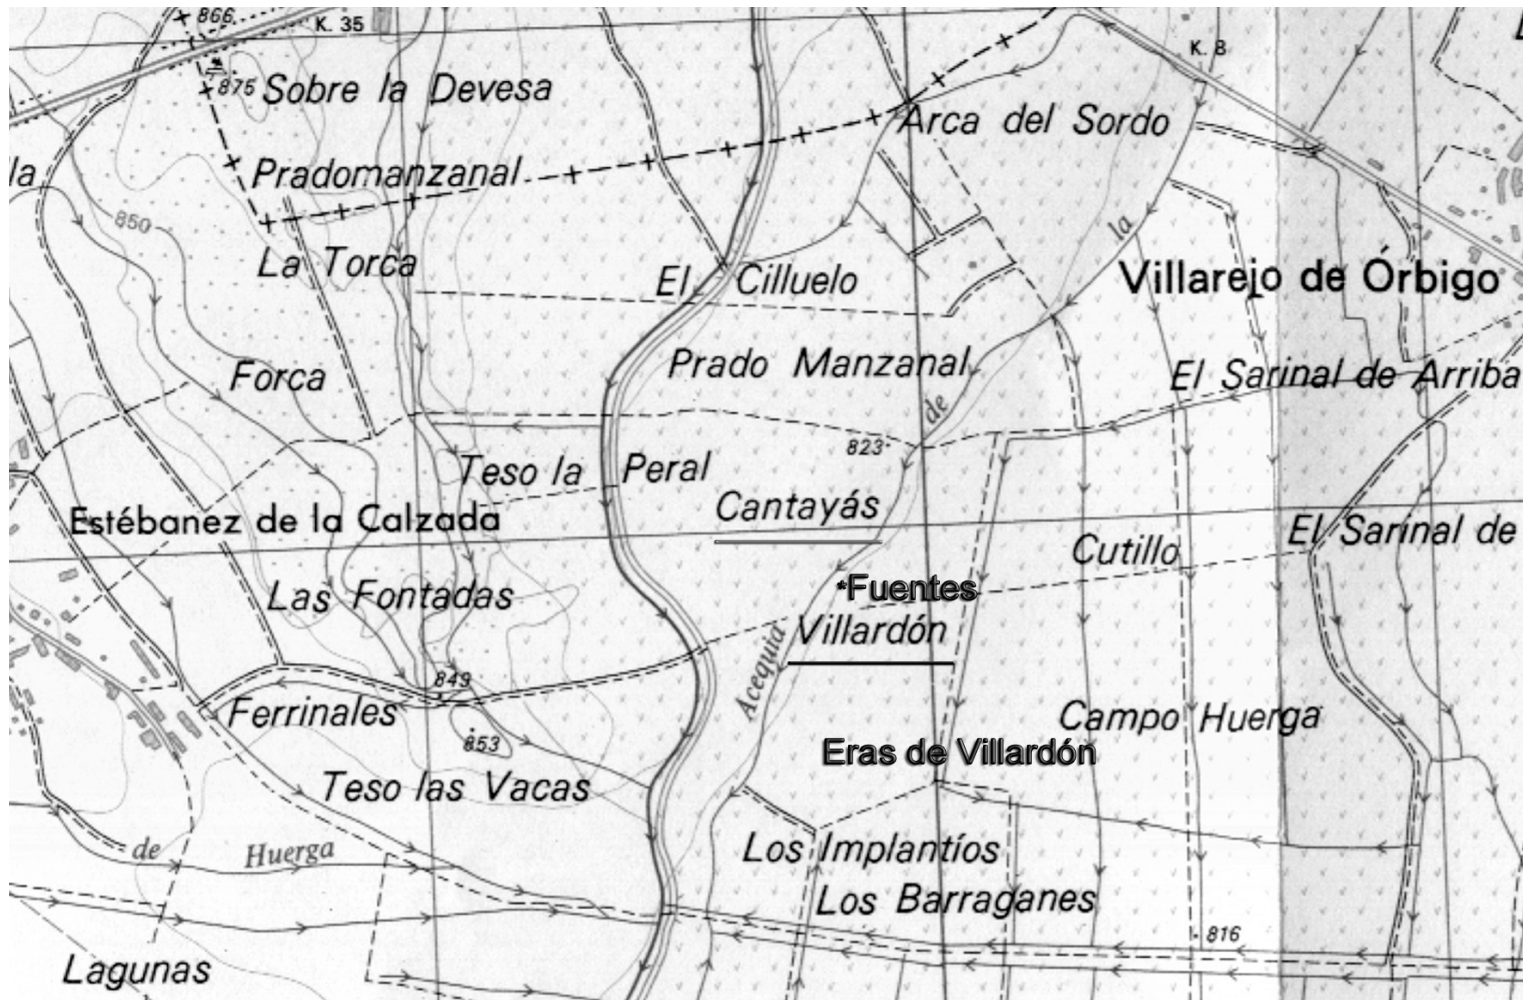 866
K. 35
K. 8
875 Sobre la Devesa
Arca del Sordo
la
Pradomanzanal
850
la
La Torca
El Cilluelo
Villarejo de Órbigo
Forca
Prado Manzanal
El Sarinal de Arriba
de
823
Teso la Peral
Cantayás
Estébanez de la Calzada
El Sarinal de
Cutillo
Las Fontadas
*Fuentes
Villardón
Acequia
849
Ferrinales
Campo Huerga
853
Eras de Villardón
Teso las Vacas
de Huerga
Los Implantíos
Los Barraganes
816
Lagunas